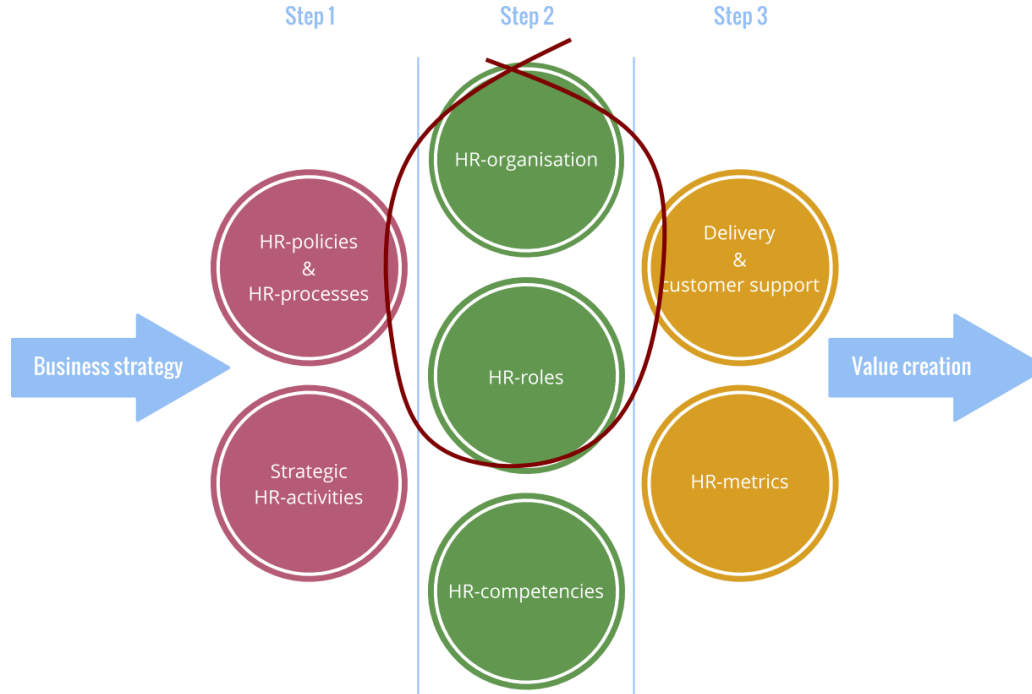 Step 1
Step 2
Step 3
Business strategy
HR-policies
&
HR-processes
Strategic
HR-activities
HR-organisation
HR-roles
HR-competencies
Delivery
&
customer support
HR-metrics
Value creation